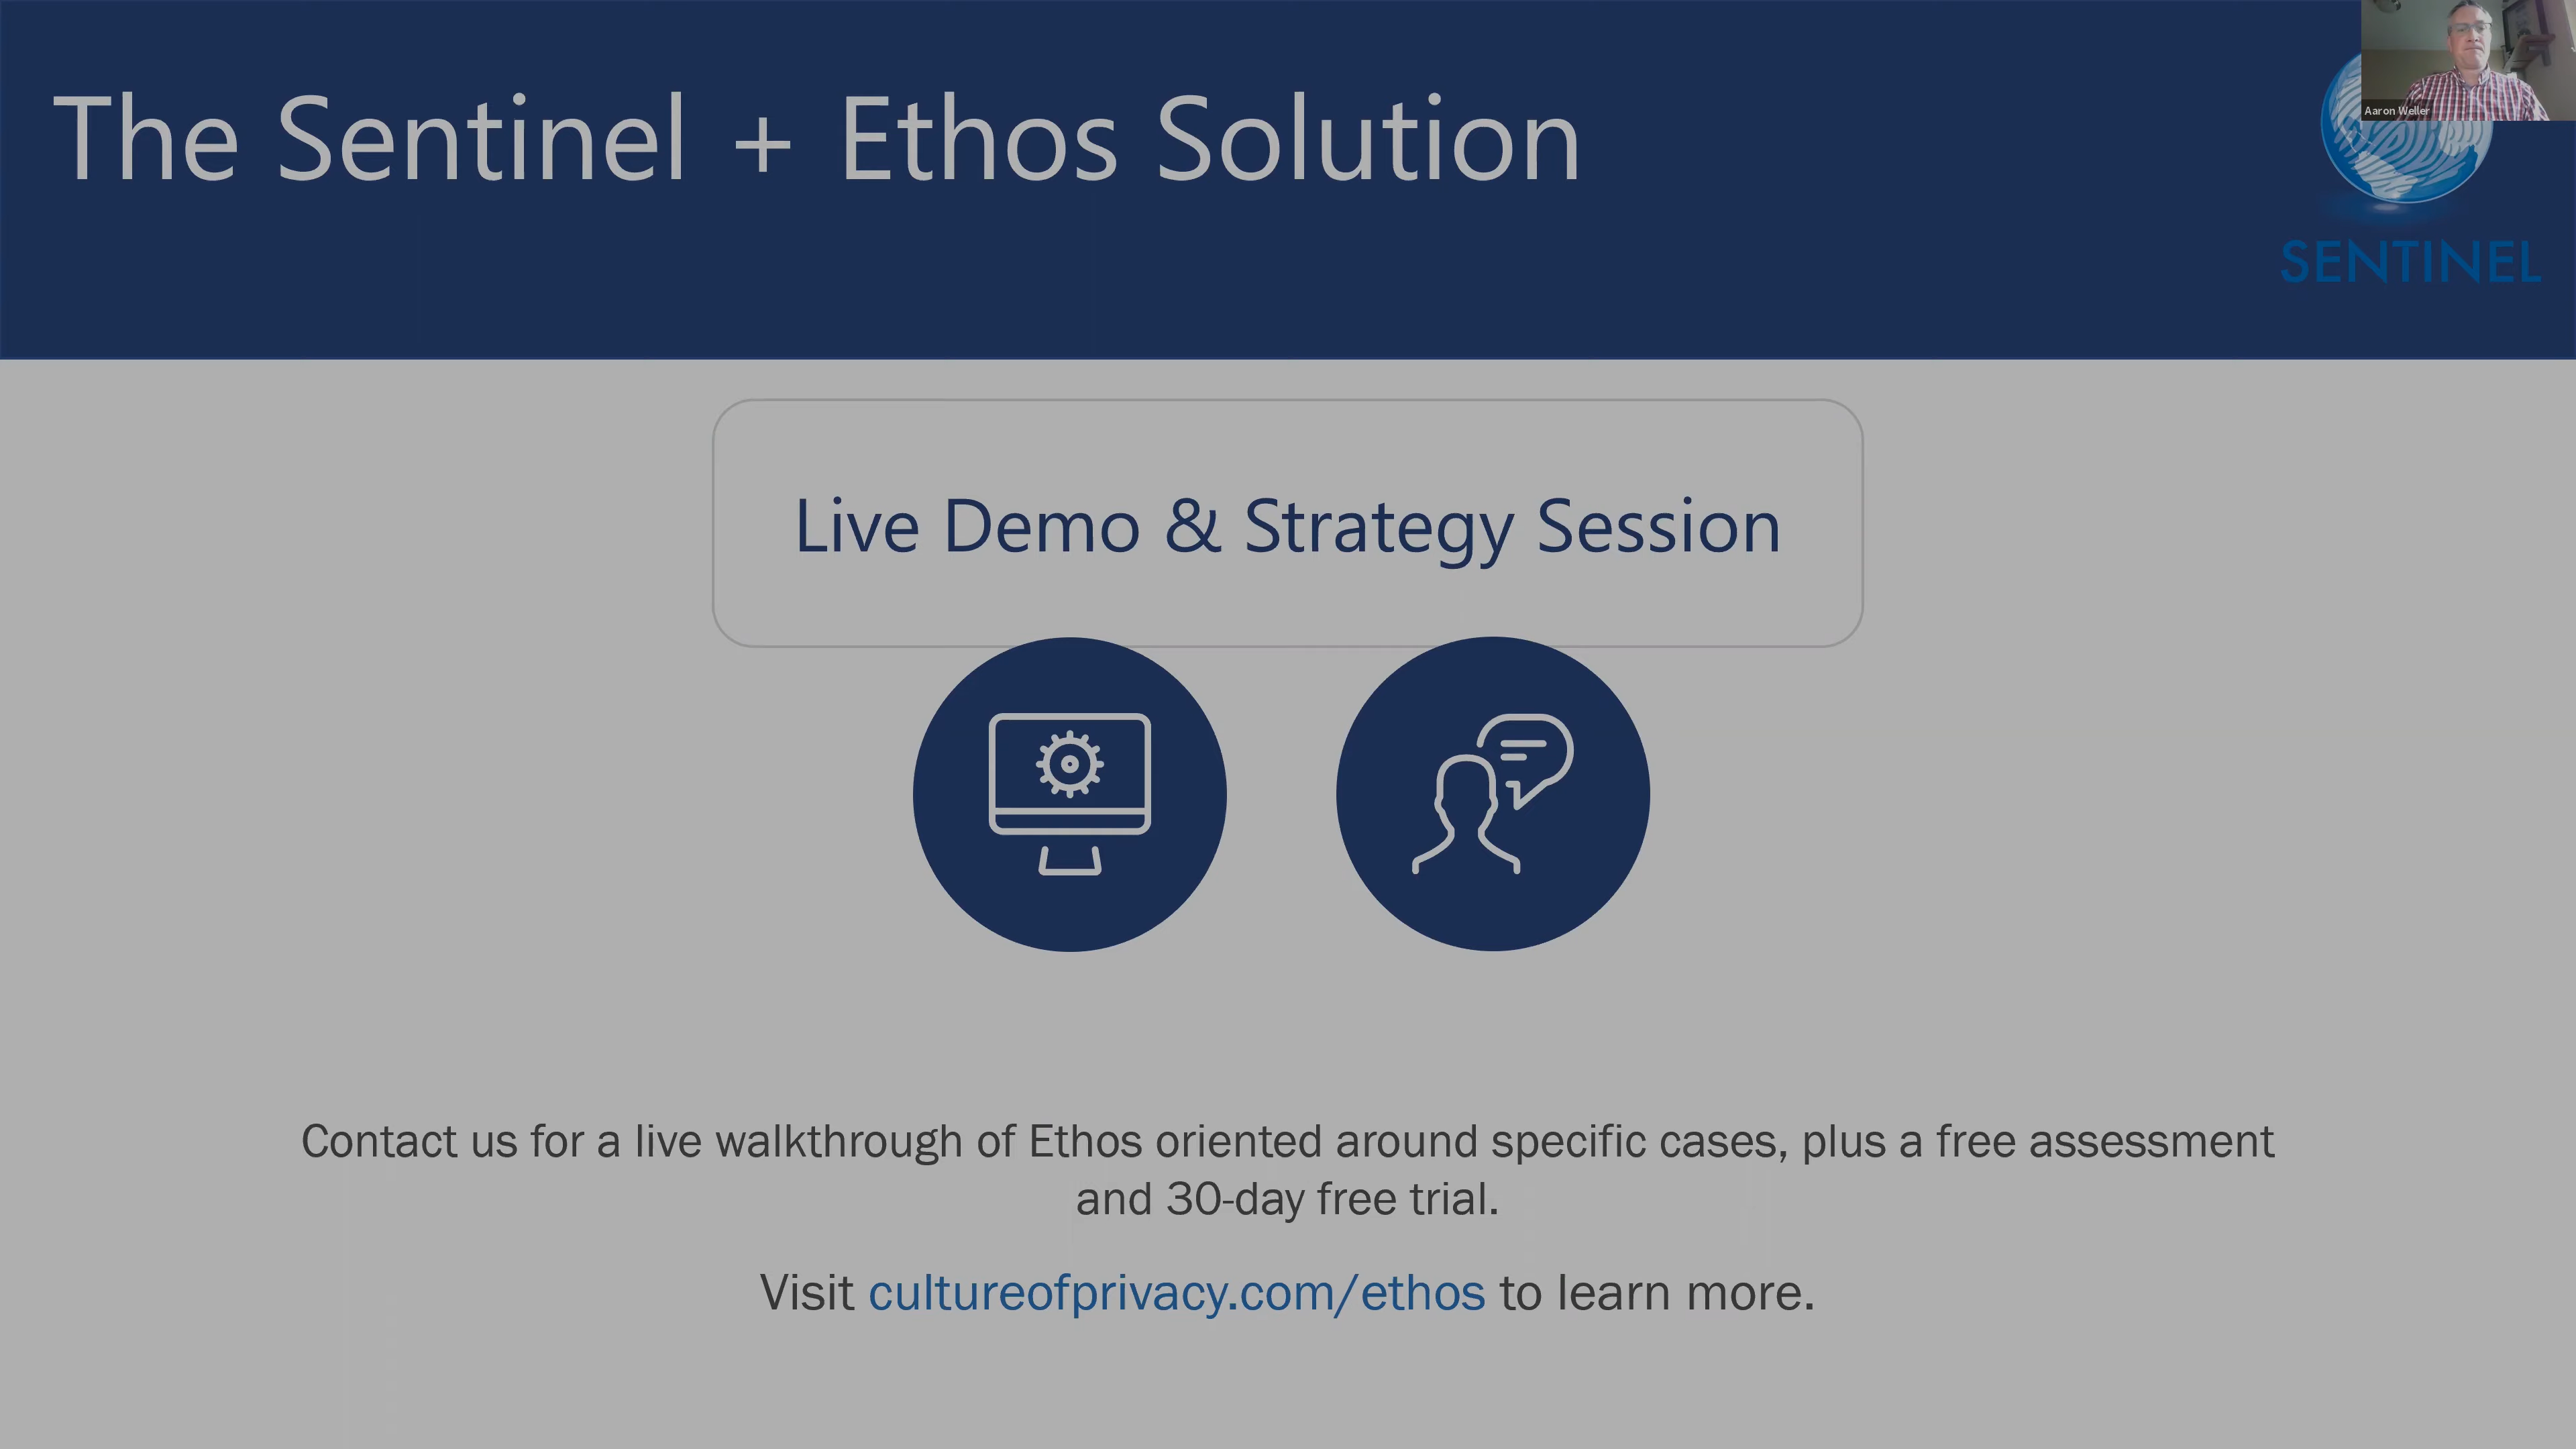 The Sentinel + Ethos Solution
Aaron Weller
SENTINEL
Live Demo & Strategy Session
Contact us for a live walkthrough of Ethos oriented around specific cases, plus a free assessment
and 30-day free trial.
Visit cultureofprivacy.com/ethos to learn more.